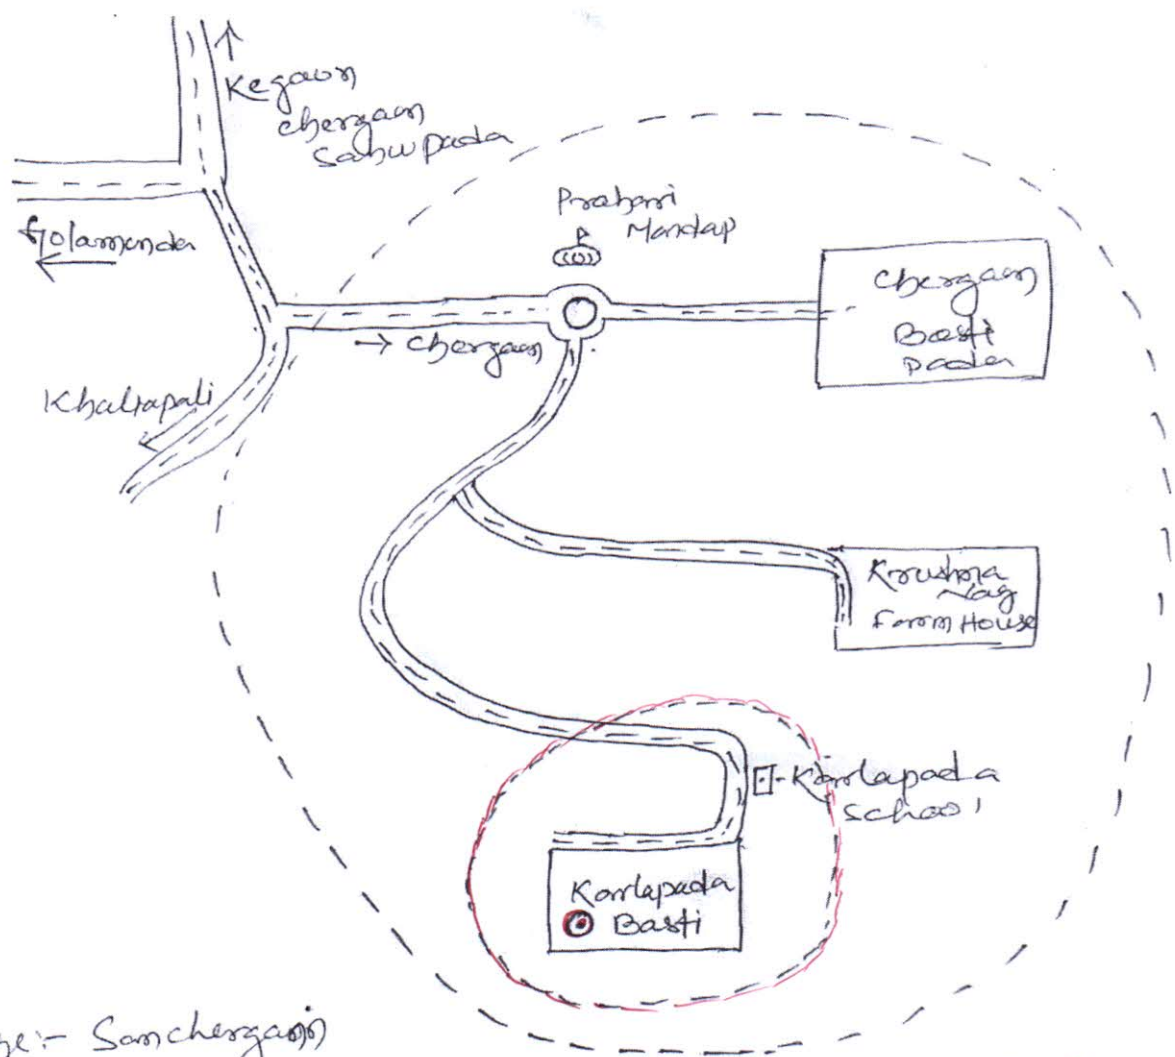 Kegaon
Chergaon
Sahupada
Golamunda
Prahari
Mandap
Chergaon
Basti
pada
→ Chergaon
Khaliapali
Krushna
Nag
Farm House
Karlapada
School
Karlapada
Basti
:- Sanchergaon